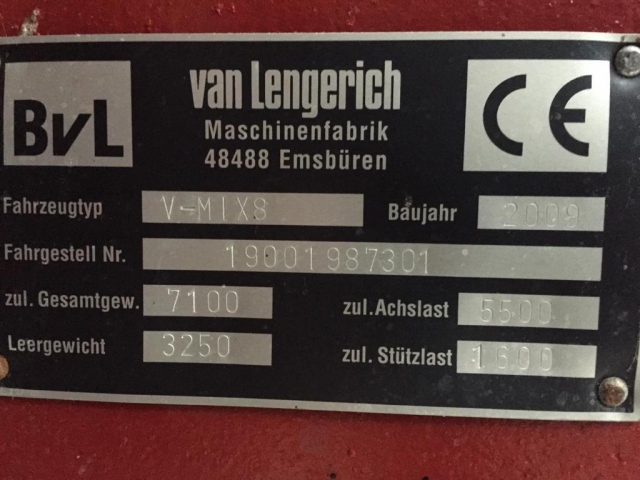 BvL
van Lengerich
Maschinenfabrik
48488 Emsbüren
CE
Fahrzeugtyp V-MIX8 Baujahr 2009
Fahrgestell Nr. 19001987301
zul. Gesamtgew. 7100 zul. Achslast 5500
Leergewicht 3250 zul. Stützlast 1600